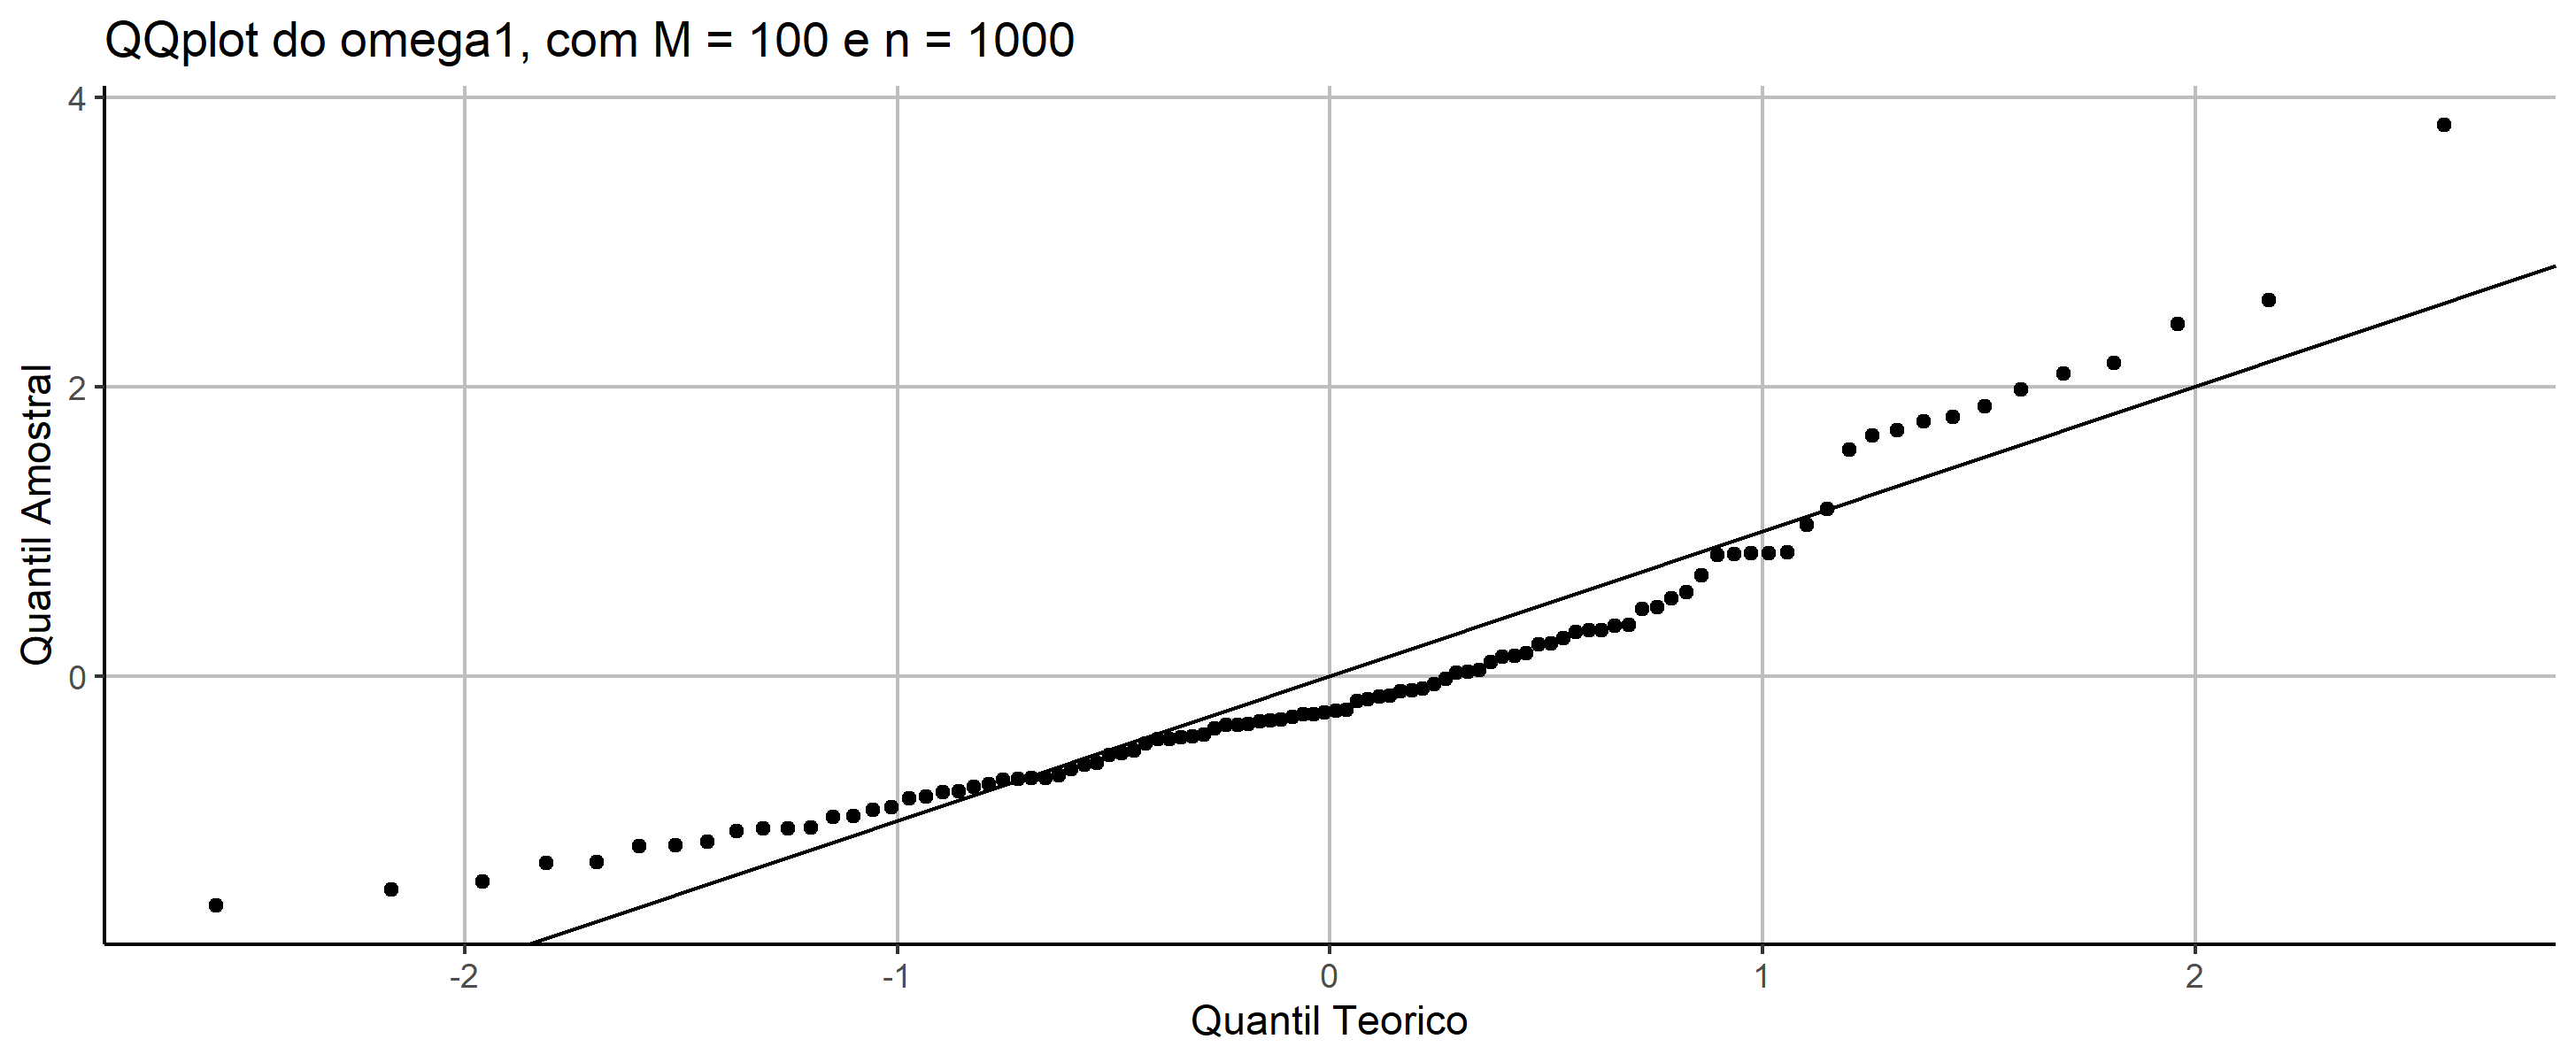 QQplot do omega1, com M = 100 e n = 1000
4
2
0
Quantil Amostral
-2
-1
0
1
2
Quantil Teorico